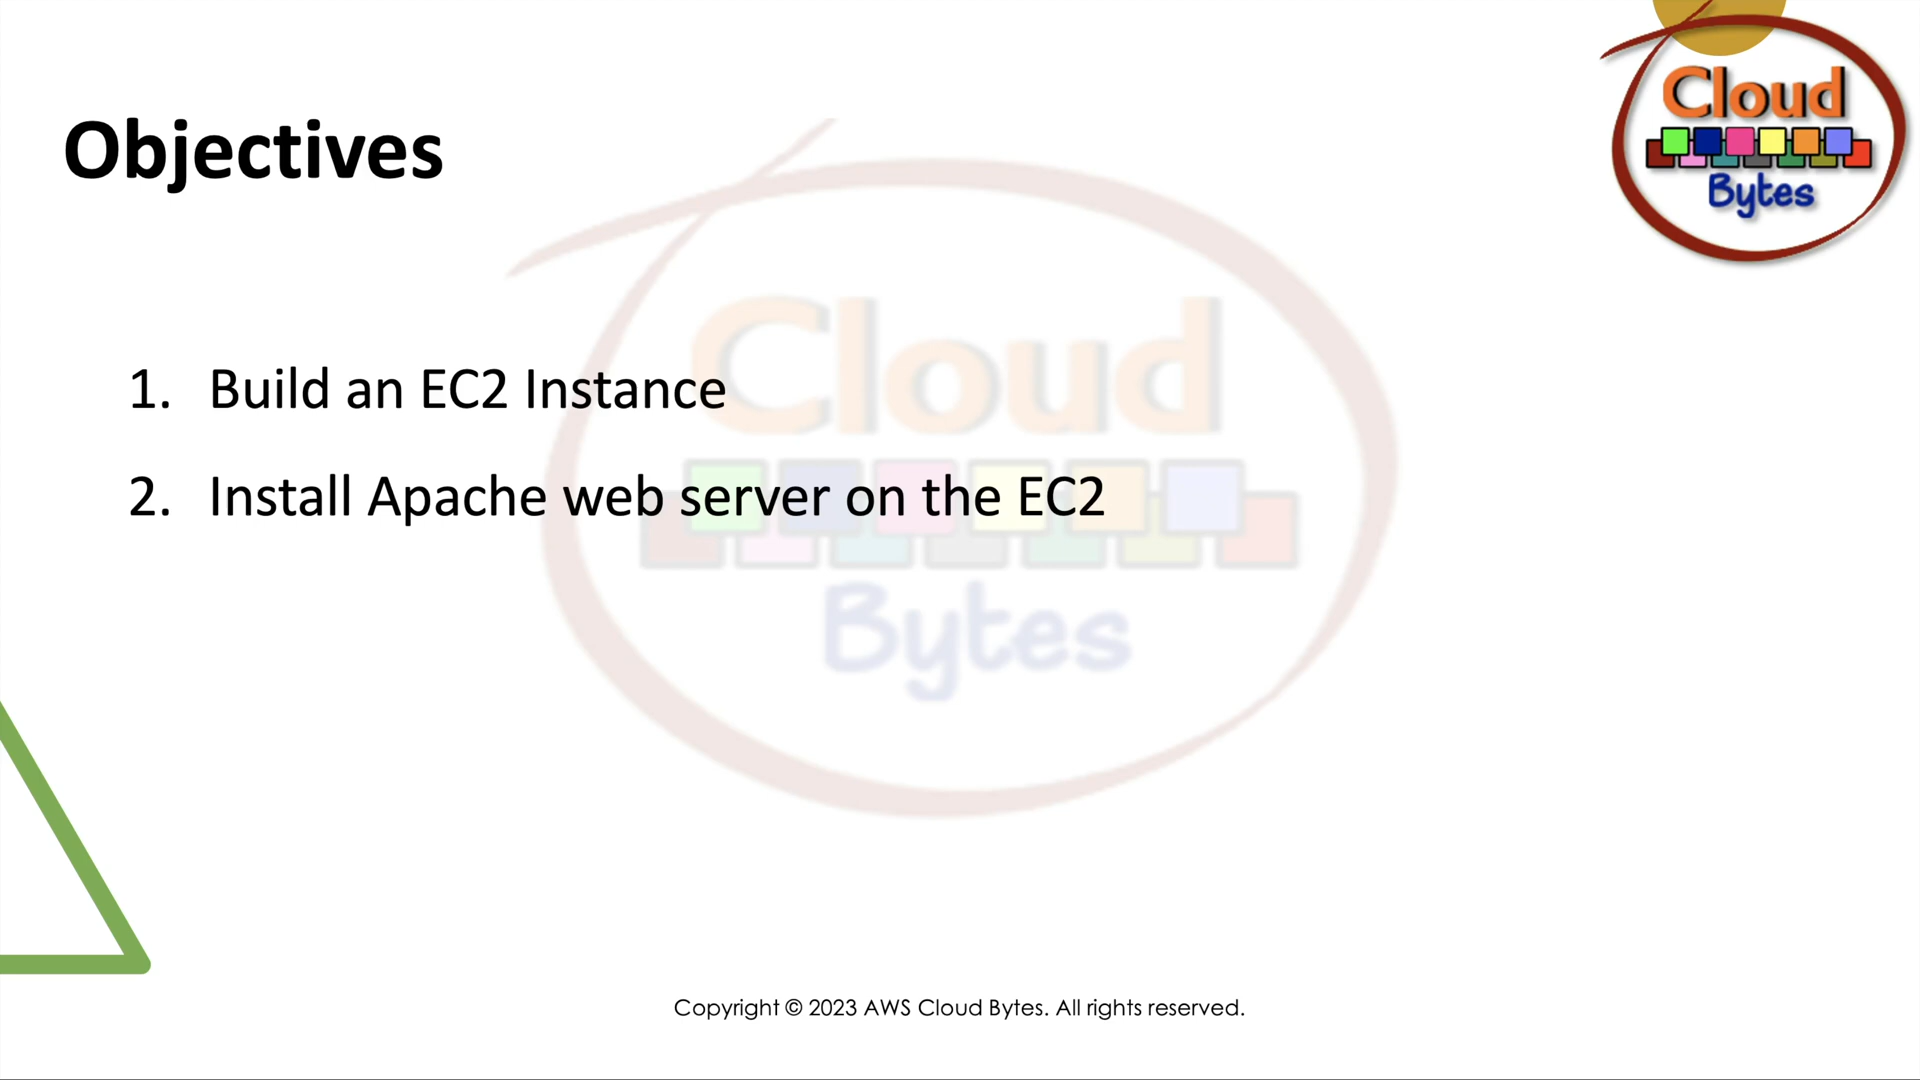 Cloud
Bytes
Objectives
Cloud
1. Build an EC2 Instance
2. Install Apache web server on the EC2
Bytes
Copyright © 2023 AWS Cloud Bytes. All rights reserved.